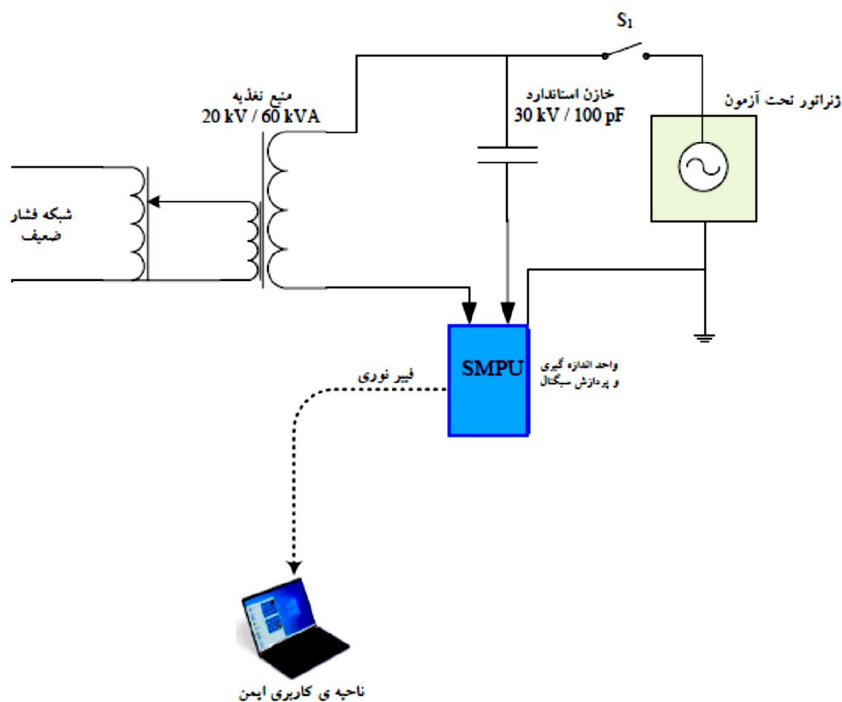 S1
منبع تغذیه
20 kV / 60 kVA
خازن استاندارد
30 kV / 100 pF
ژنراتور تحت آزمون
شبکه فشار
ضعیف
SMPU
واحد اندازه گیری
و پردازش سیگنال
فیبر نوری
ناحیه ی کاربری ایمن